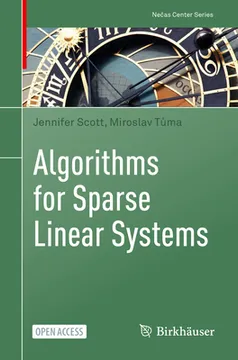 Nečas Center Series
Jennifer Scott, Miroslav Tůma
Algorithms
for Sparse
Linear Systems
OPEN ACCESS
Birkhäuser